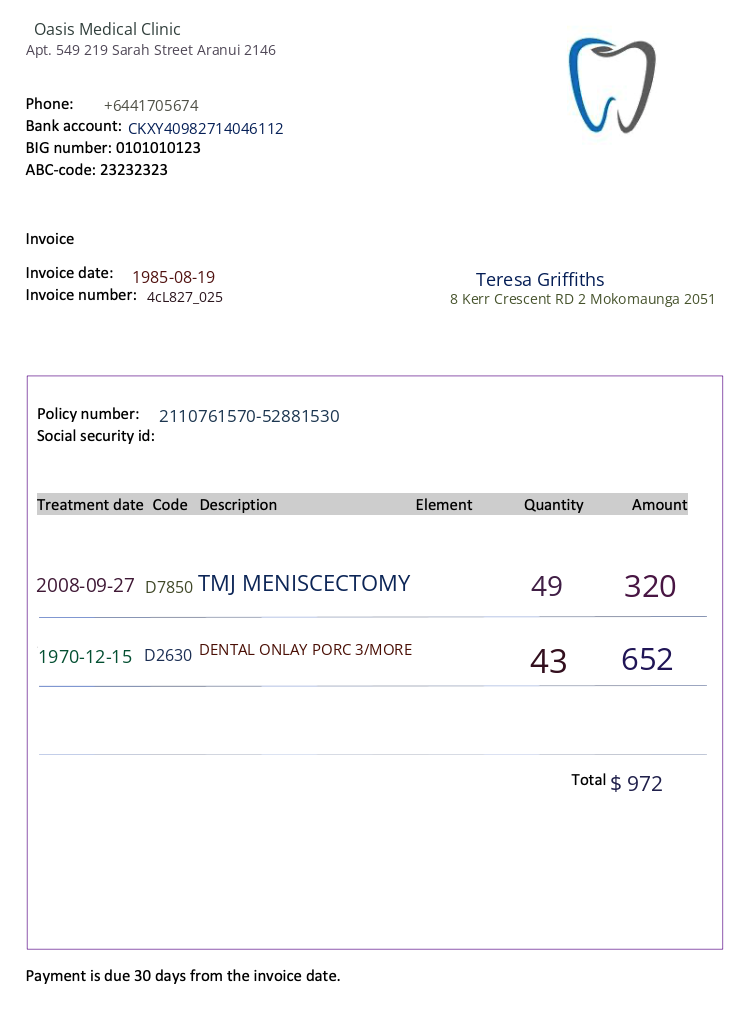 Oasis Medical Clinic
Apt. 549 219 Sarah Street Aranui 2146
Phone: +6441705674
Bank account: CKXY40982714046112
BIG number: 0101010123
ABC-code: 23232323
Invoice
Invoice date: 1985-08-19
Invoice number: 4cL827_025
Teresa Griffiths
8 Kerr Crescent RD 2 Mokomaunga 2051
Policy number: 2110761570-52881530
Social security id:
Treatment date Code Description Element Quantity Amount
2008-09-27 D7850 TMJ MENISCECTOMY 49 320
1970-12-15 D2630 DENTAL ONLAY PORC 3/MORE 43 652
Total $ 972
Payment is due 30 days from the invoice date.